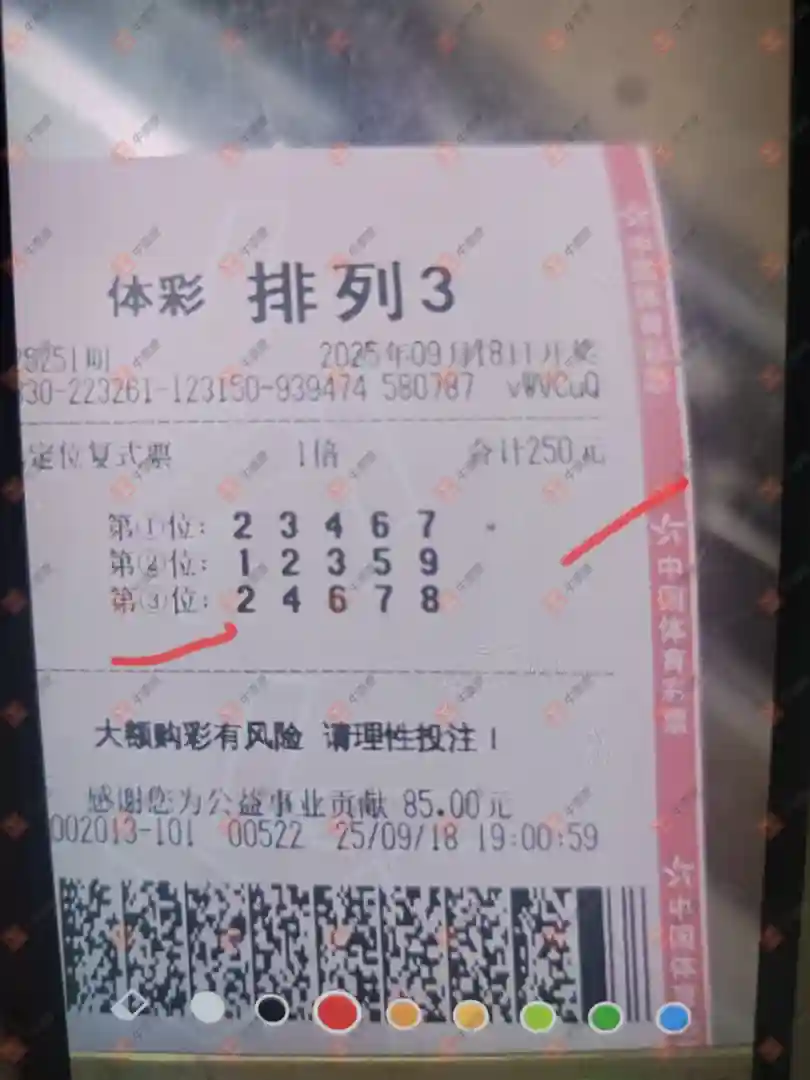 体彩 排列3
25251期 2025年09月18日开奖
330-223261-123150-939474 580787 vWVCuQ
定位复式票 1倍 合计250元
第①位: 2 3 4 6 7
第②位: 1 2 3 5 9
第③位: 2 4 6 7 8
大额购彩有风险 请理性投注!
感谢您为公益事业贡献 85.00元
002013-101 00522 25/09/18 19:00:59
中国体育彩票
中国体育彩票
中国体